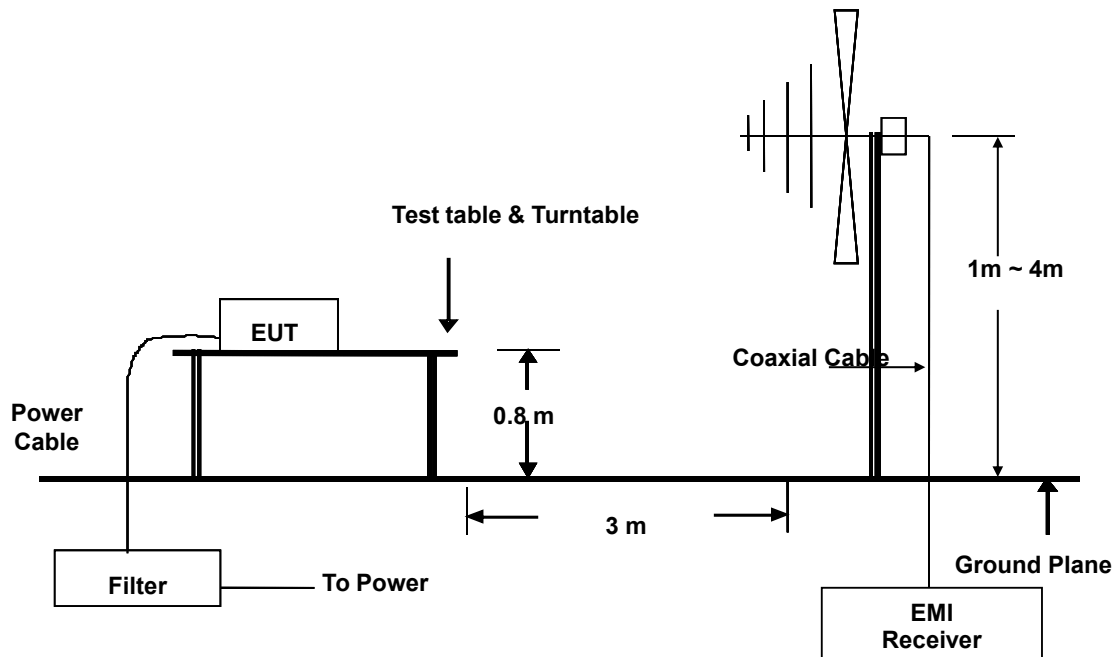 Test table & Turntable
1m ~ 4m
EUT
Coaxial Cable
0.8 m
Power
Cable
3 m
Ground Plane
Filter
To Power
EMI
Receiver